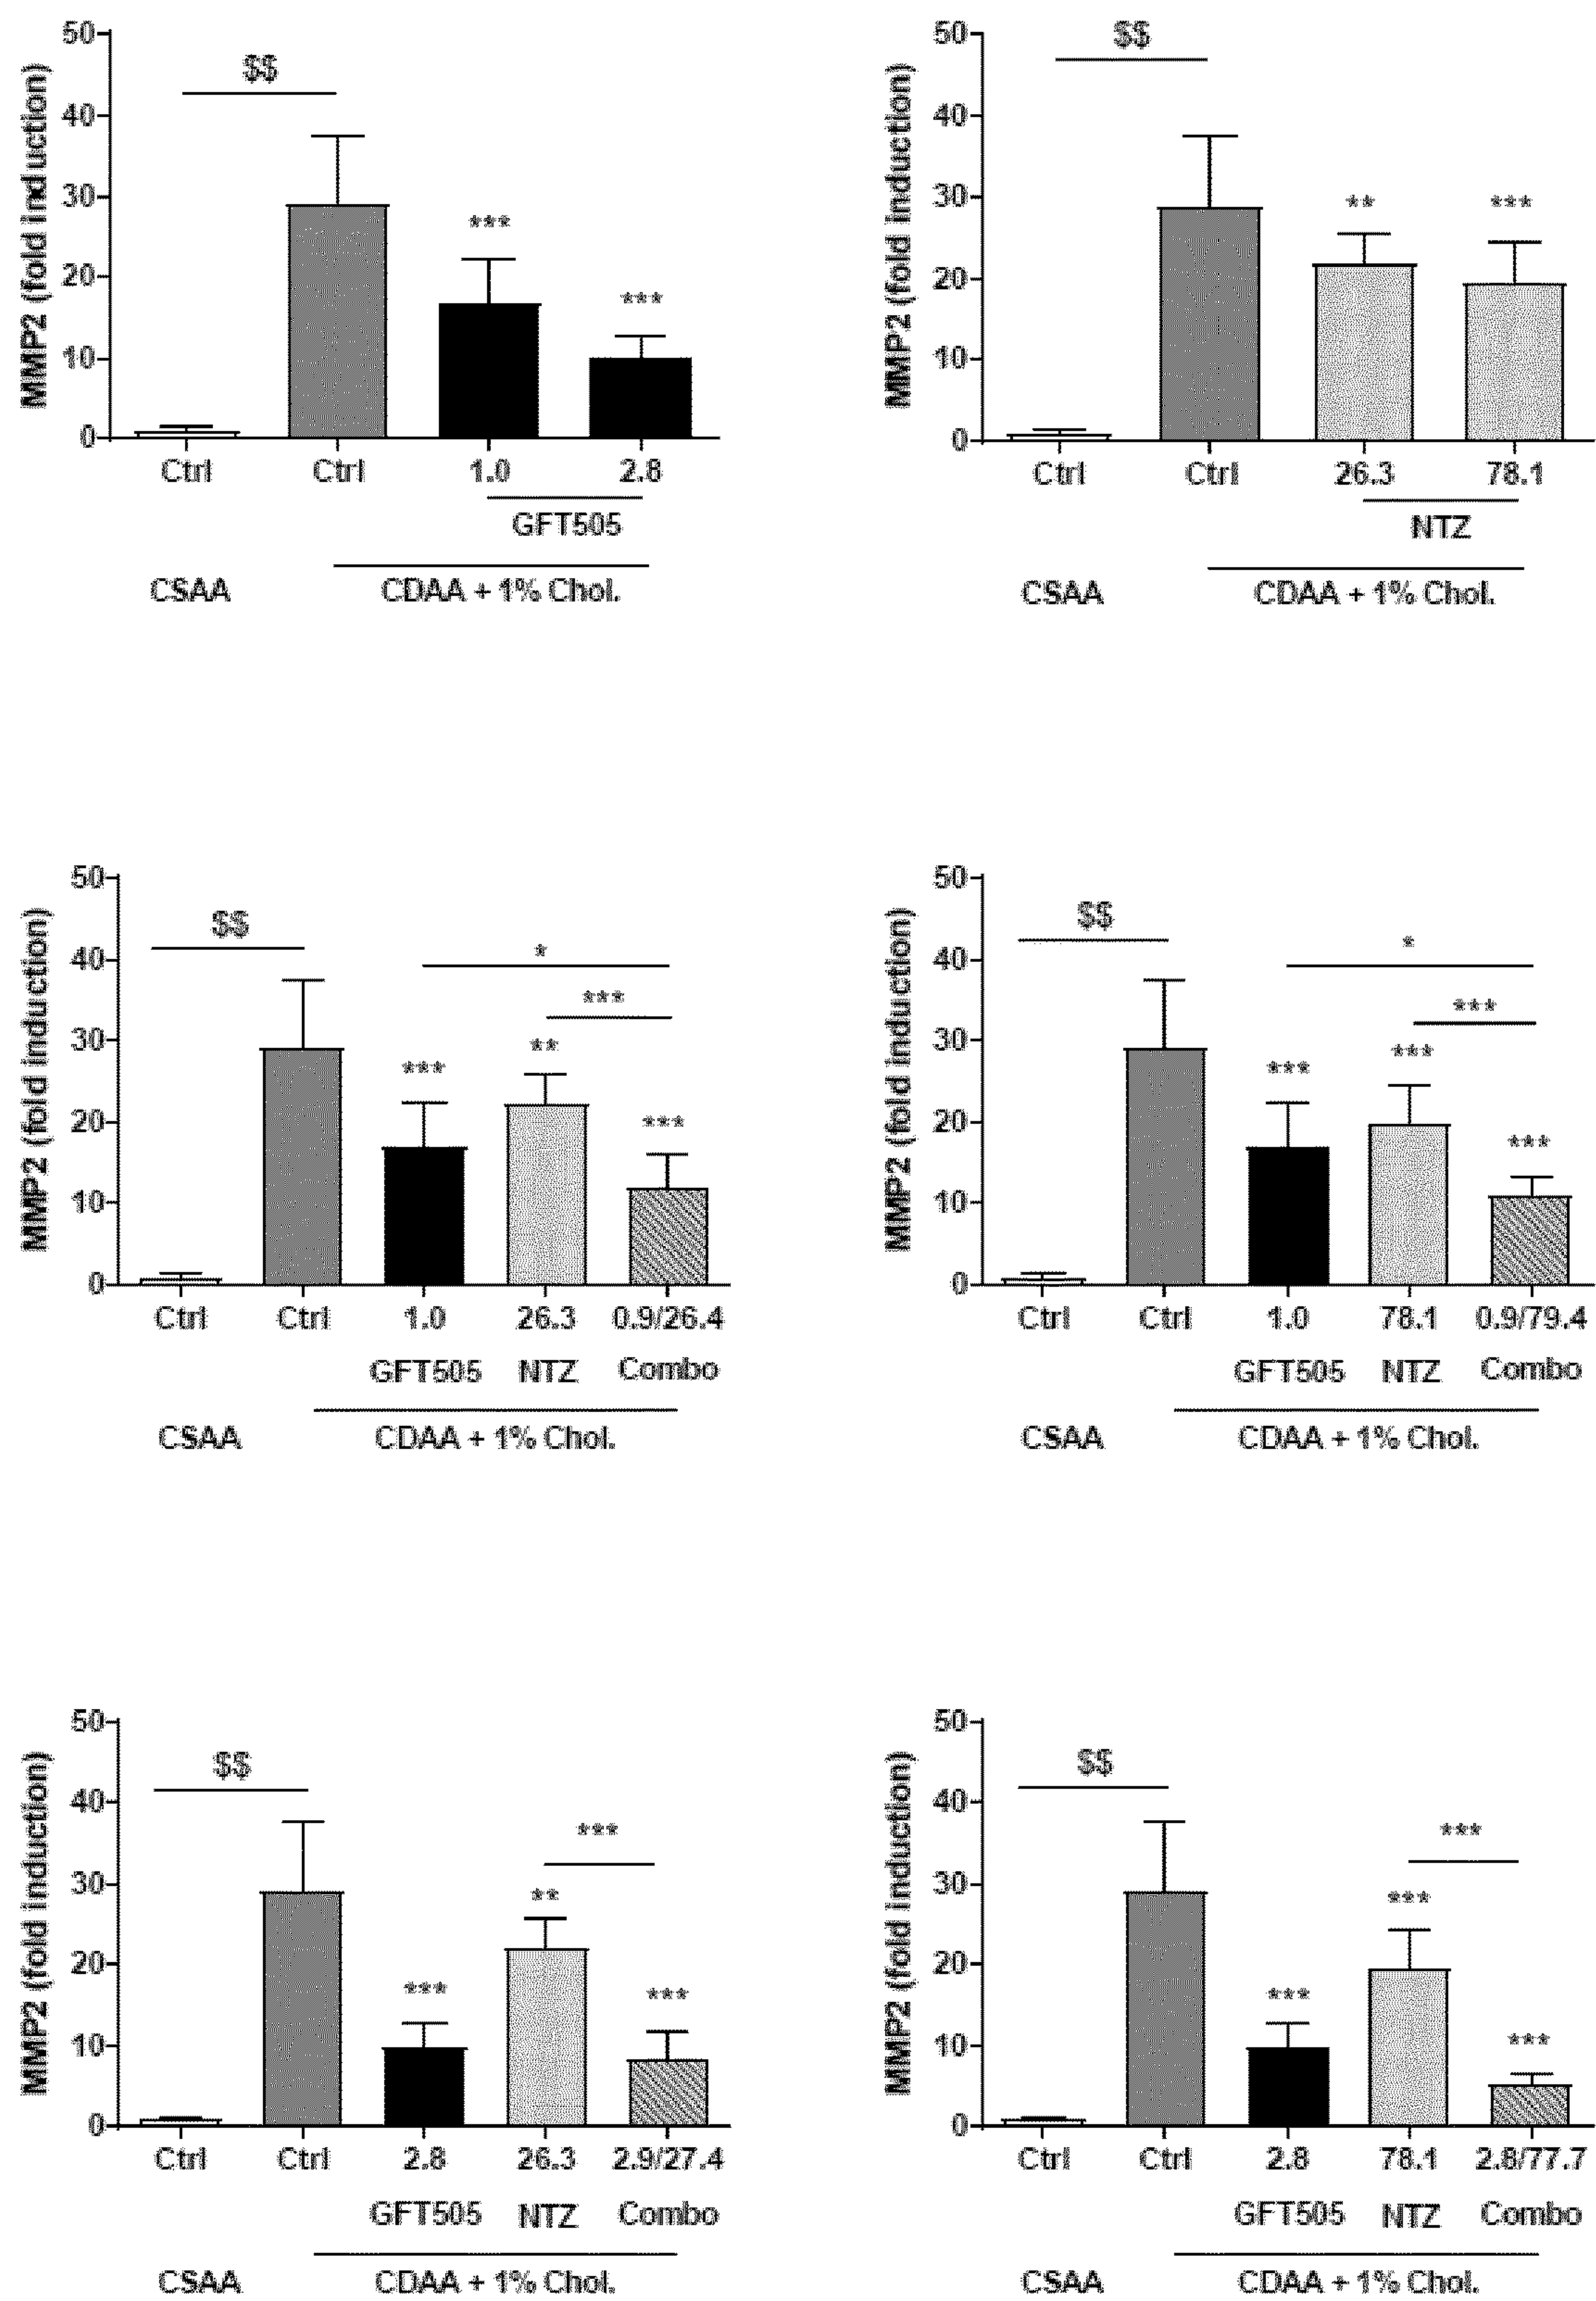 MMP2 (fold induction)
50
40
30
20
10
0
$$
***
***
Ctrl Ctrl 1.0 2.8
GFT505
CSAA CDAA + 1% Chol.
MMP2 (fold induction)
50
40
30
20
10
0
$$
**
***
Ctrl Ctrl 26.3 78.1
NTZ
CSAA CDAA + 1% Chol.
MMP2 (fold induction)
50
40
30
20
10
0
$$
*
***
***
**
***
Ctrl Ctrl 1.0 26.3 0.9/26.4
GFT505 NTZ Combo
CSAA CDAA + 1% Chol.
MMP2 (fold induction)
50
40
30
20
10
0
$$
*
***
***
***
***
Ctrl Ctrl 1.0 78.1 0.9/79.4
GFT505 NTZ Combo
CSAA CDAA + 1% Chol.
MMP2 (fold induction)
50
40
30
20
10
0
$$
***
***
**
***
Ctrl Ctrl 2.8 26.3 2.9/27.4
GFT505 NTZ Combo
CSAA CDAA + 1% Chol.
MMP2 (fold induction)
50
40
30
20
10
0
$$
***
***
***
***
Ctrl Ctrl 2.8 78.1 2.8/77.7
GFT505 NTZ Combo
CSAA CDAA + 1% Chol.